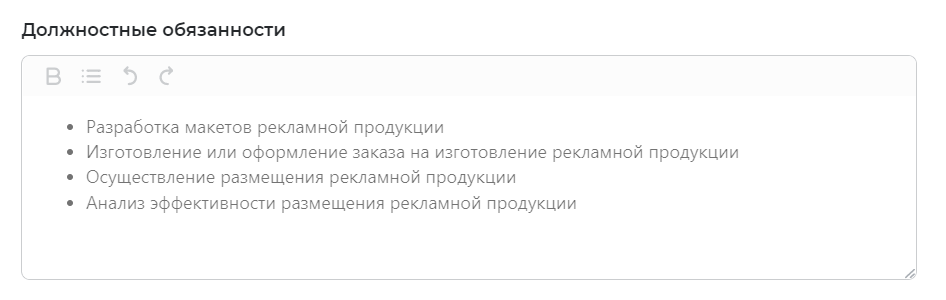 Должностные обязанности
B
• Разработка макетов рекламной продукции
• Изготовление или оформление заказа на изготовление рекламной продукции
• Осуществление размещения рекламной продукции
• Анализ эффективности размещения рекламной продукции